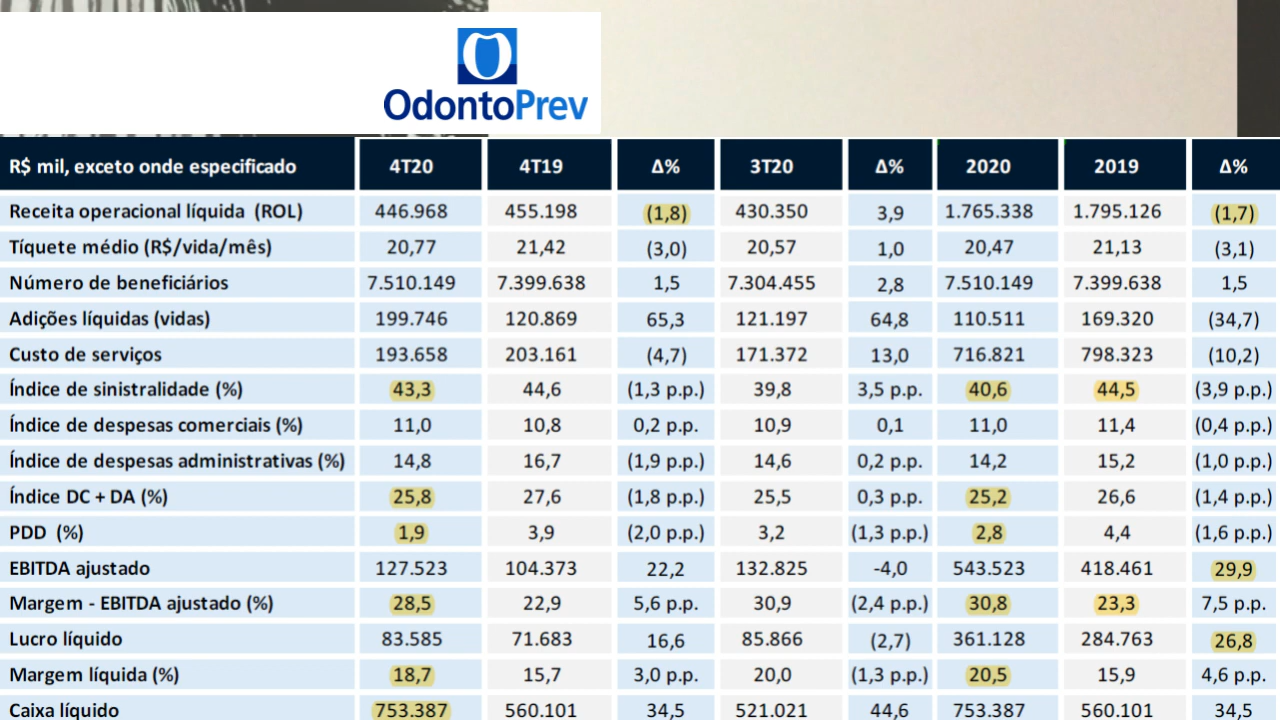 OdontoPrev
R$ mil, exceto onde especificado 4T20 4T19 Δ% 3T20 Δ% 2020 2019 Δ%
Receita operacional líquida (ROL) 446.968 455.198 (1,8) 430.350 3,9 1.765.338 1.795.126 (1,7)
Tíquete médio (R$/vida/mês) 20,77 21,42 (3,0) 20,57 1,0 20,47 21,13 (3,1)
Número de beneficiários 7.510.149 7.399.638 1,5 7.304.455 2,8 7.510.149 7.399.638 1,5
Adições líquidas (vidas) 199.746 120.869 65,3 121.197 64,8 110.511 169.320 (34,7)
Custo de serviços 193.658 203.161 (4,7) 171.372 13,0 716.821 798.323 (10,2)
Índice de sinistralidade (%) 43,3 44,6 (1,3 p.p.) 39,8 3,5 p.p. 40,6 44,5 (3,9 p.p.)
Índice de despesas comerciais (%) 11,0 10,8 0,2 p.p. 10,9 0,1 11,0 11,4 (0,4 p.p.)
Índice de despesas administrativas (%) 14,8 16,7 (1,9 p.p.) 14,6 0,2 p.p. 14,2 15,2 (1,0 p.p.)
Índice DC + DA (%) 25,8 27,6 (1,8 p.p.) 25,5 0,3 p.p. 25,2 26,6 (1,4 p.p.)
PDD (%) 1,9 3,9 (2,0 p.p.) 3,2 (1,3 p.p.) 2,8 4,4 (1,6 p.p.)
EBITDA ajustado 127.523 104.373 22,2 132.825 -4,0 543.523 418.461 29,9
Margem - EBITDA ajustado (%) 28,5 22,9 5,6 p.p. 30,9 (2,4 p.p.) 30,8 23,3 7,5 p.p.
Lucro líquido 83.585 71.683 16,6 85.866 (2,7) 361.128 284.763 26,8
Margem líquida (%) 18,7 15,7 3,0 p.p. 20,0 (1,3 p.p.) 20,5 15,9 4,6 p.p.
Caixa líquido 753.387 560.101 34,5 521.021 44,6 753.387 560.101 34,5